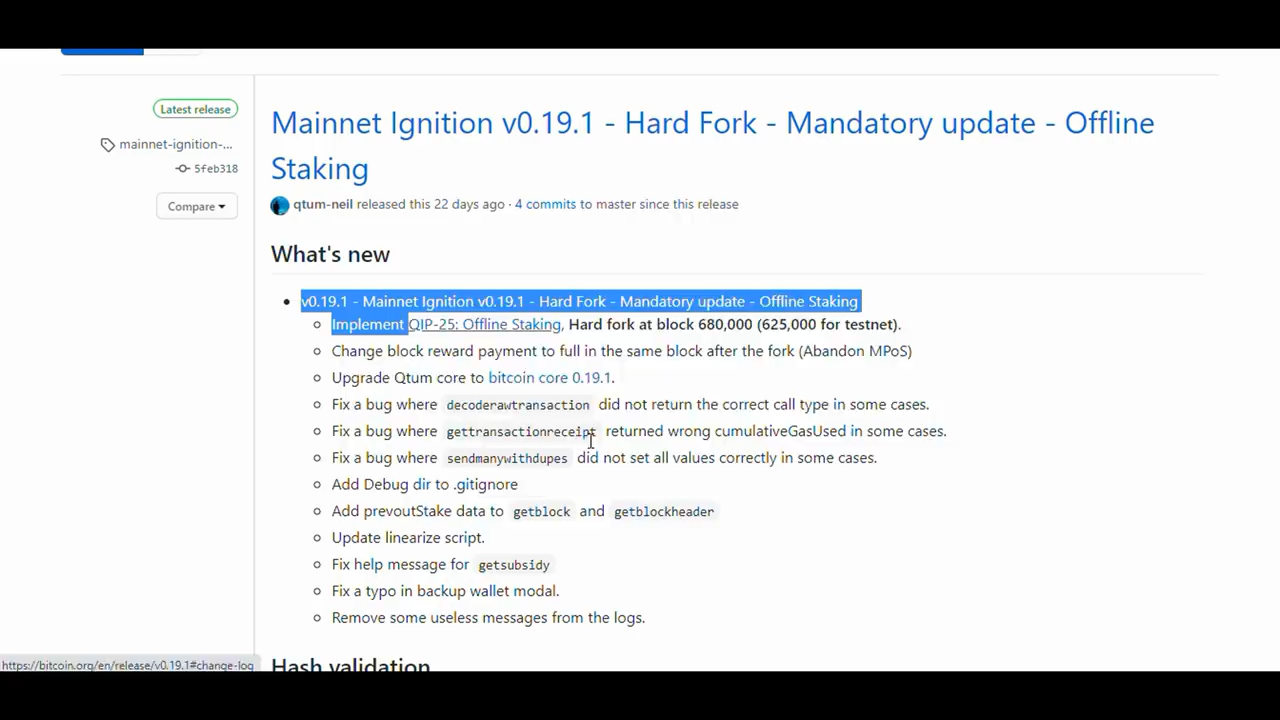 Latest release
mainnet-ignition-...
5feb318
Compare
Mainnet Ignition v0.19.1 - Hard Fork - Mandatory update - Offline
Staking
qtum-neil released this 22 days ago · 4 commits to master since this release
What's new
v0.19.1 - Mainnet Ignition v0.19.1 - Hard Fork - Mandatory update - Offline Staking
Implement QIP-25: Offline Staking, Hard fork at block 680,000 (625,000 for testnet).
Change block reward payment to full in the same block after the fork (Abandon MPoS)
Upgrade Qtum core to bitcoin core 0.19.1.
Fix a bug where decoderawtransaction did not return the correct call type in some cases.
Fix a bug where gettransactionreceipt returned wrong cumulativeGasUsed in some cases.
Fix a bug where sendmanywithdupes did not set all values correctly in some cases.
Add Debug dir to .gitignore
Add prevoutStake data to getblock and getblockheader
Update linearize script.
Fix help message for getsubsidy
Fix a typo in backup wallet modal.
Remove some useless messages from the logs.
Hash validation
https://bitcoin.org/en/release/v0.19.1#change-log